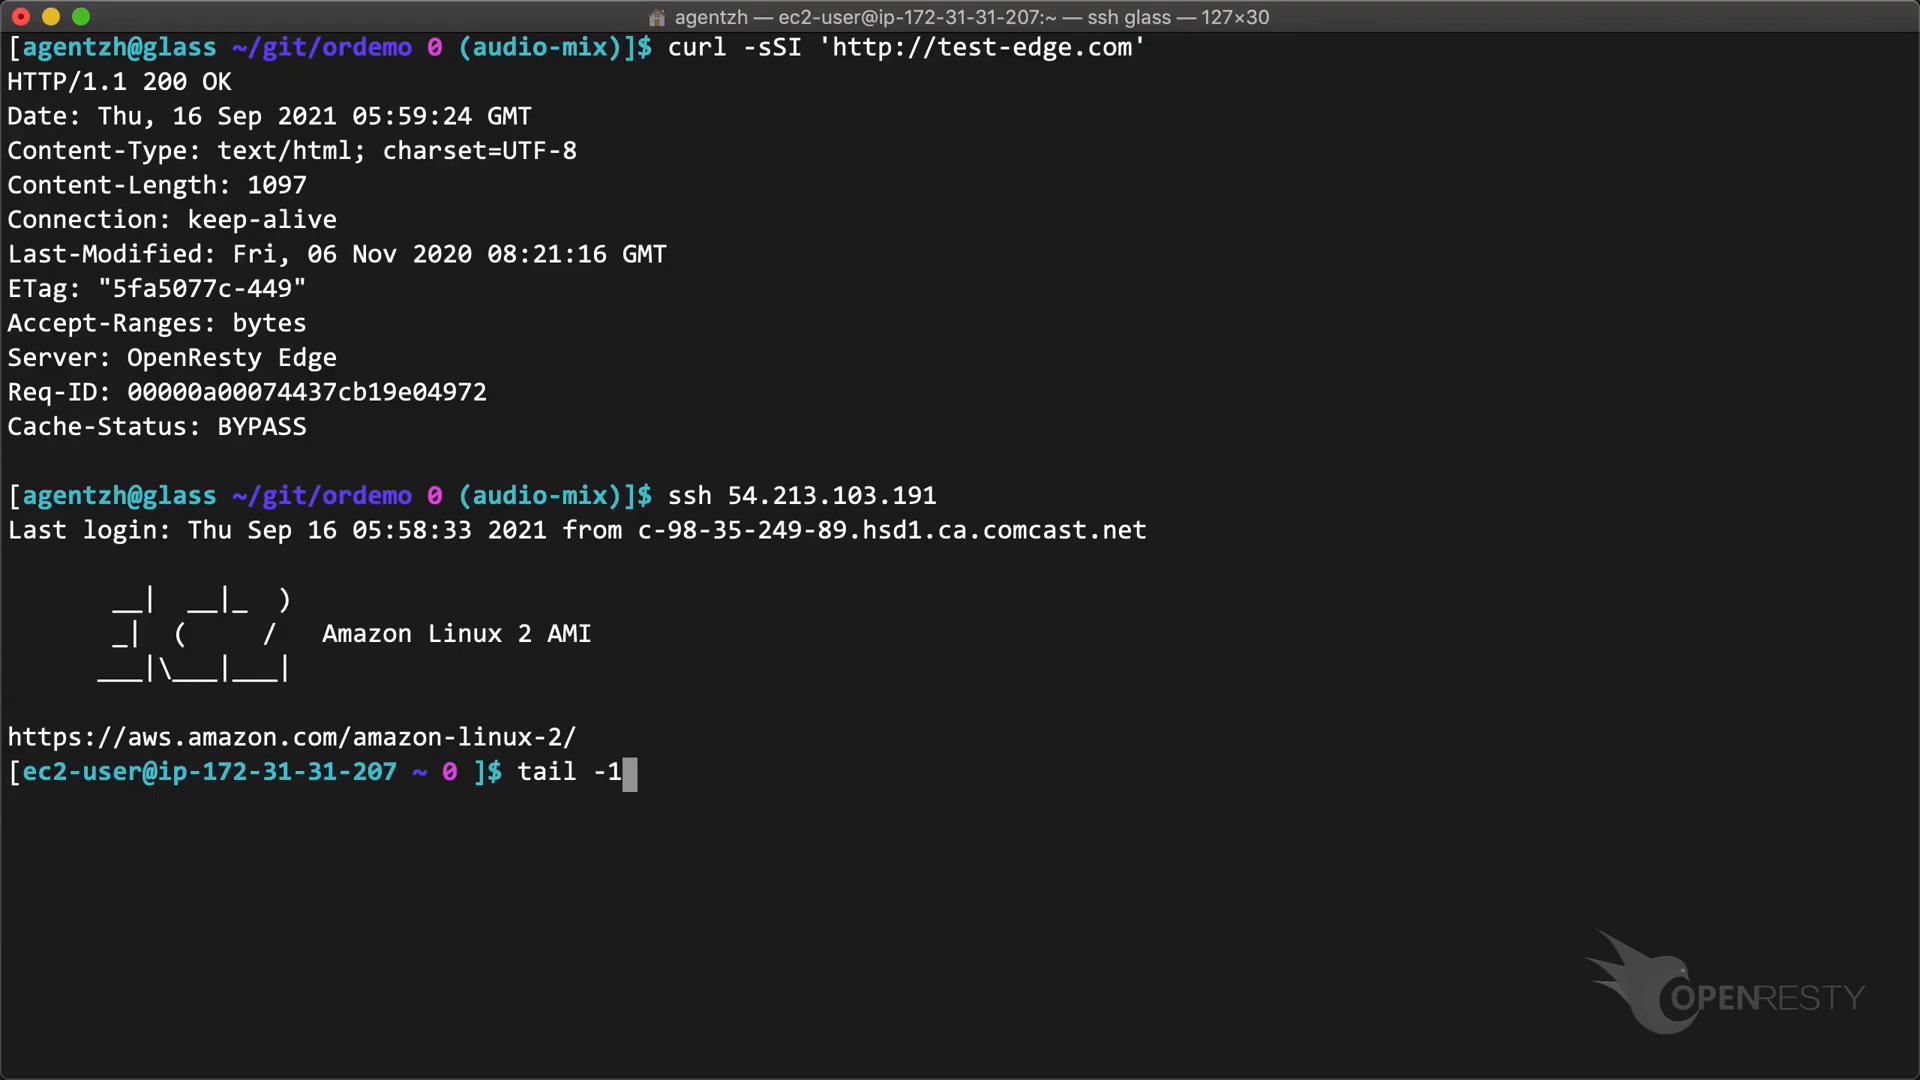 agentzh — ec2-user@ip-172-31-31-207:~ — ssh glass — 127×30
[agentzh@glass ~/git/ordemo 0 (audio-mix)]$ curl -sSI 'http://test-edge.com'
HTTP/1.1 200 OK
Date: Thu, 16 Sep 2021 05:59:24 GMT
Content-Type: text/html; charset=UTF-8
Content-Length: 1097
Connection: keep-alive
Last-Modified: Fri, 06 Nov 2020 08:21:16 GMT
ETag: "5fa5077c-449"
Accept-Ranges: bytes
Server: OpenResty Edge
Req-ID: 00000a00074437cb19e04972
Cache-Status: BYPASS
[agentzh@glass ~/git/ordemo 0 (audio-mix)]$ ssh 54.213.103.191
Last login: Thu Sep 16 05:58:33 2021 from c-98-35-249-89.hsd1.ca.comcast.net
       __|  __|_  )
       _|  (     /   Amazon Linux 2 AMI
      ___|\___|___|
https://aws.amazon.com/amazon-linux-2/
[ec2-user@ip-172-31-31-207 ~ 0 ]$ tail -1
OPENRESTY